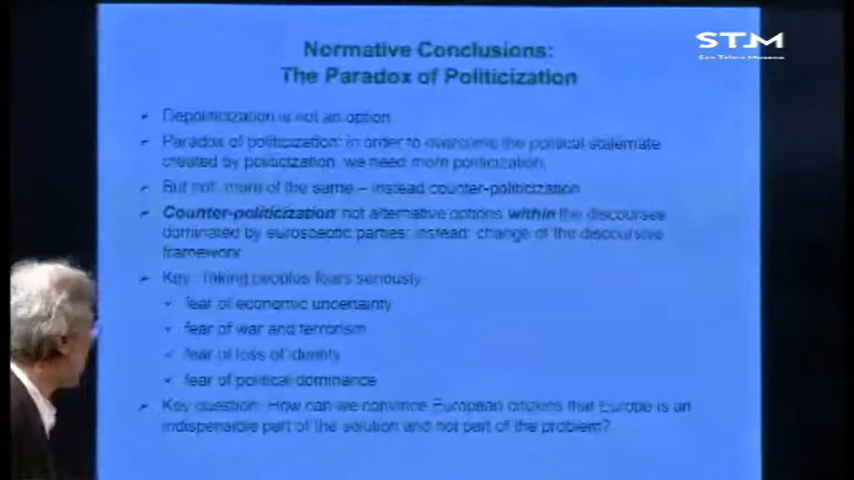 STM
San Telmo Museoa
Normative Conclusions:
The Paradox of Politicization
Depoliticization is not an option
Paradox of politicization: in order to overcome the political stalemate
created by politicization, we need more politicization.
But not: more of the same – instead counter-politicization
Counter-politicization: not alternative options within the discourses
dominated by eurosceptic parties; instead: change of the discoursive
framework
Key: Taking peoples fears seriously
fear of economic uncertainty
fear of war and terrorism
fear of loss of identity
fear of political dominance
Key question: How can we convince European citizens that Europe is an
indispensible part of the solution and not part of the problem?